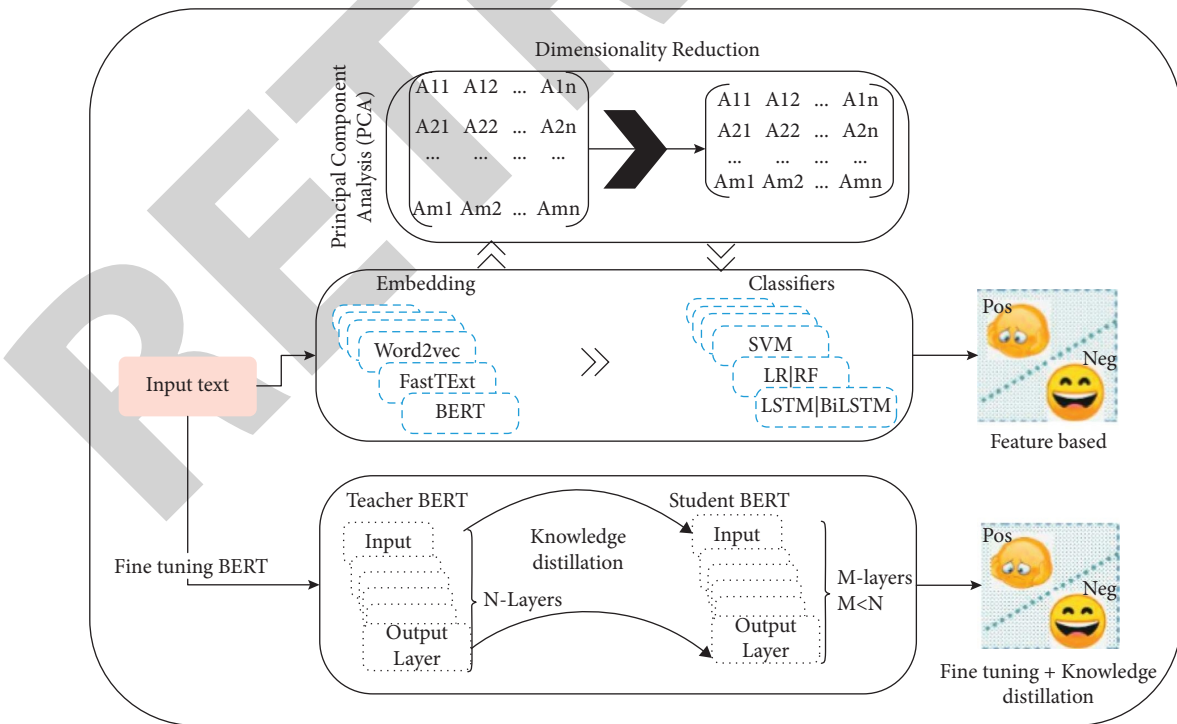 Dimensionality Reduction
Principal Component
Analysis (PCA)
A11 A12 ... A1n
A21 A22 ... A2n
... ... ... ...
Am1 Am2 ... Amn
A11 A12 ... A1n
A21 A22 ... A2n
... ... ... ...
Am1 Am2 ... Amn
Embedding
Word2vec
FastTExt
BERT
Classifiers
SVM
LR|RF
LSTM|BiLSTM
Input text
Pos
Neg
Feature based
Fine tuning BERT
Teacher BERT
Input
Output
Layer
N-Layers
Knowledge
distillation
Student BERT
Input
Output
Layer
M-layers
M<N
Pos
Neg
Fine tuning + Knowledge
distillation
RETR